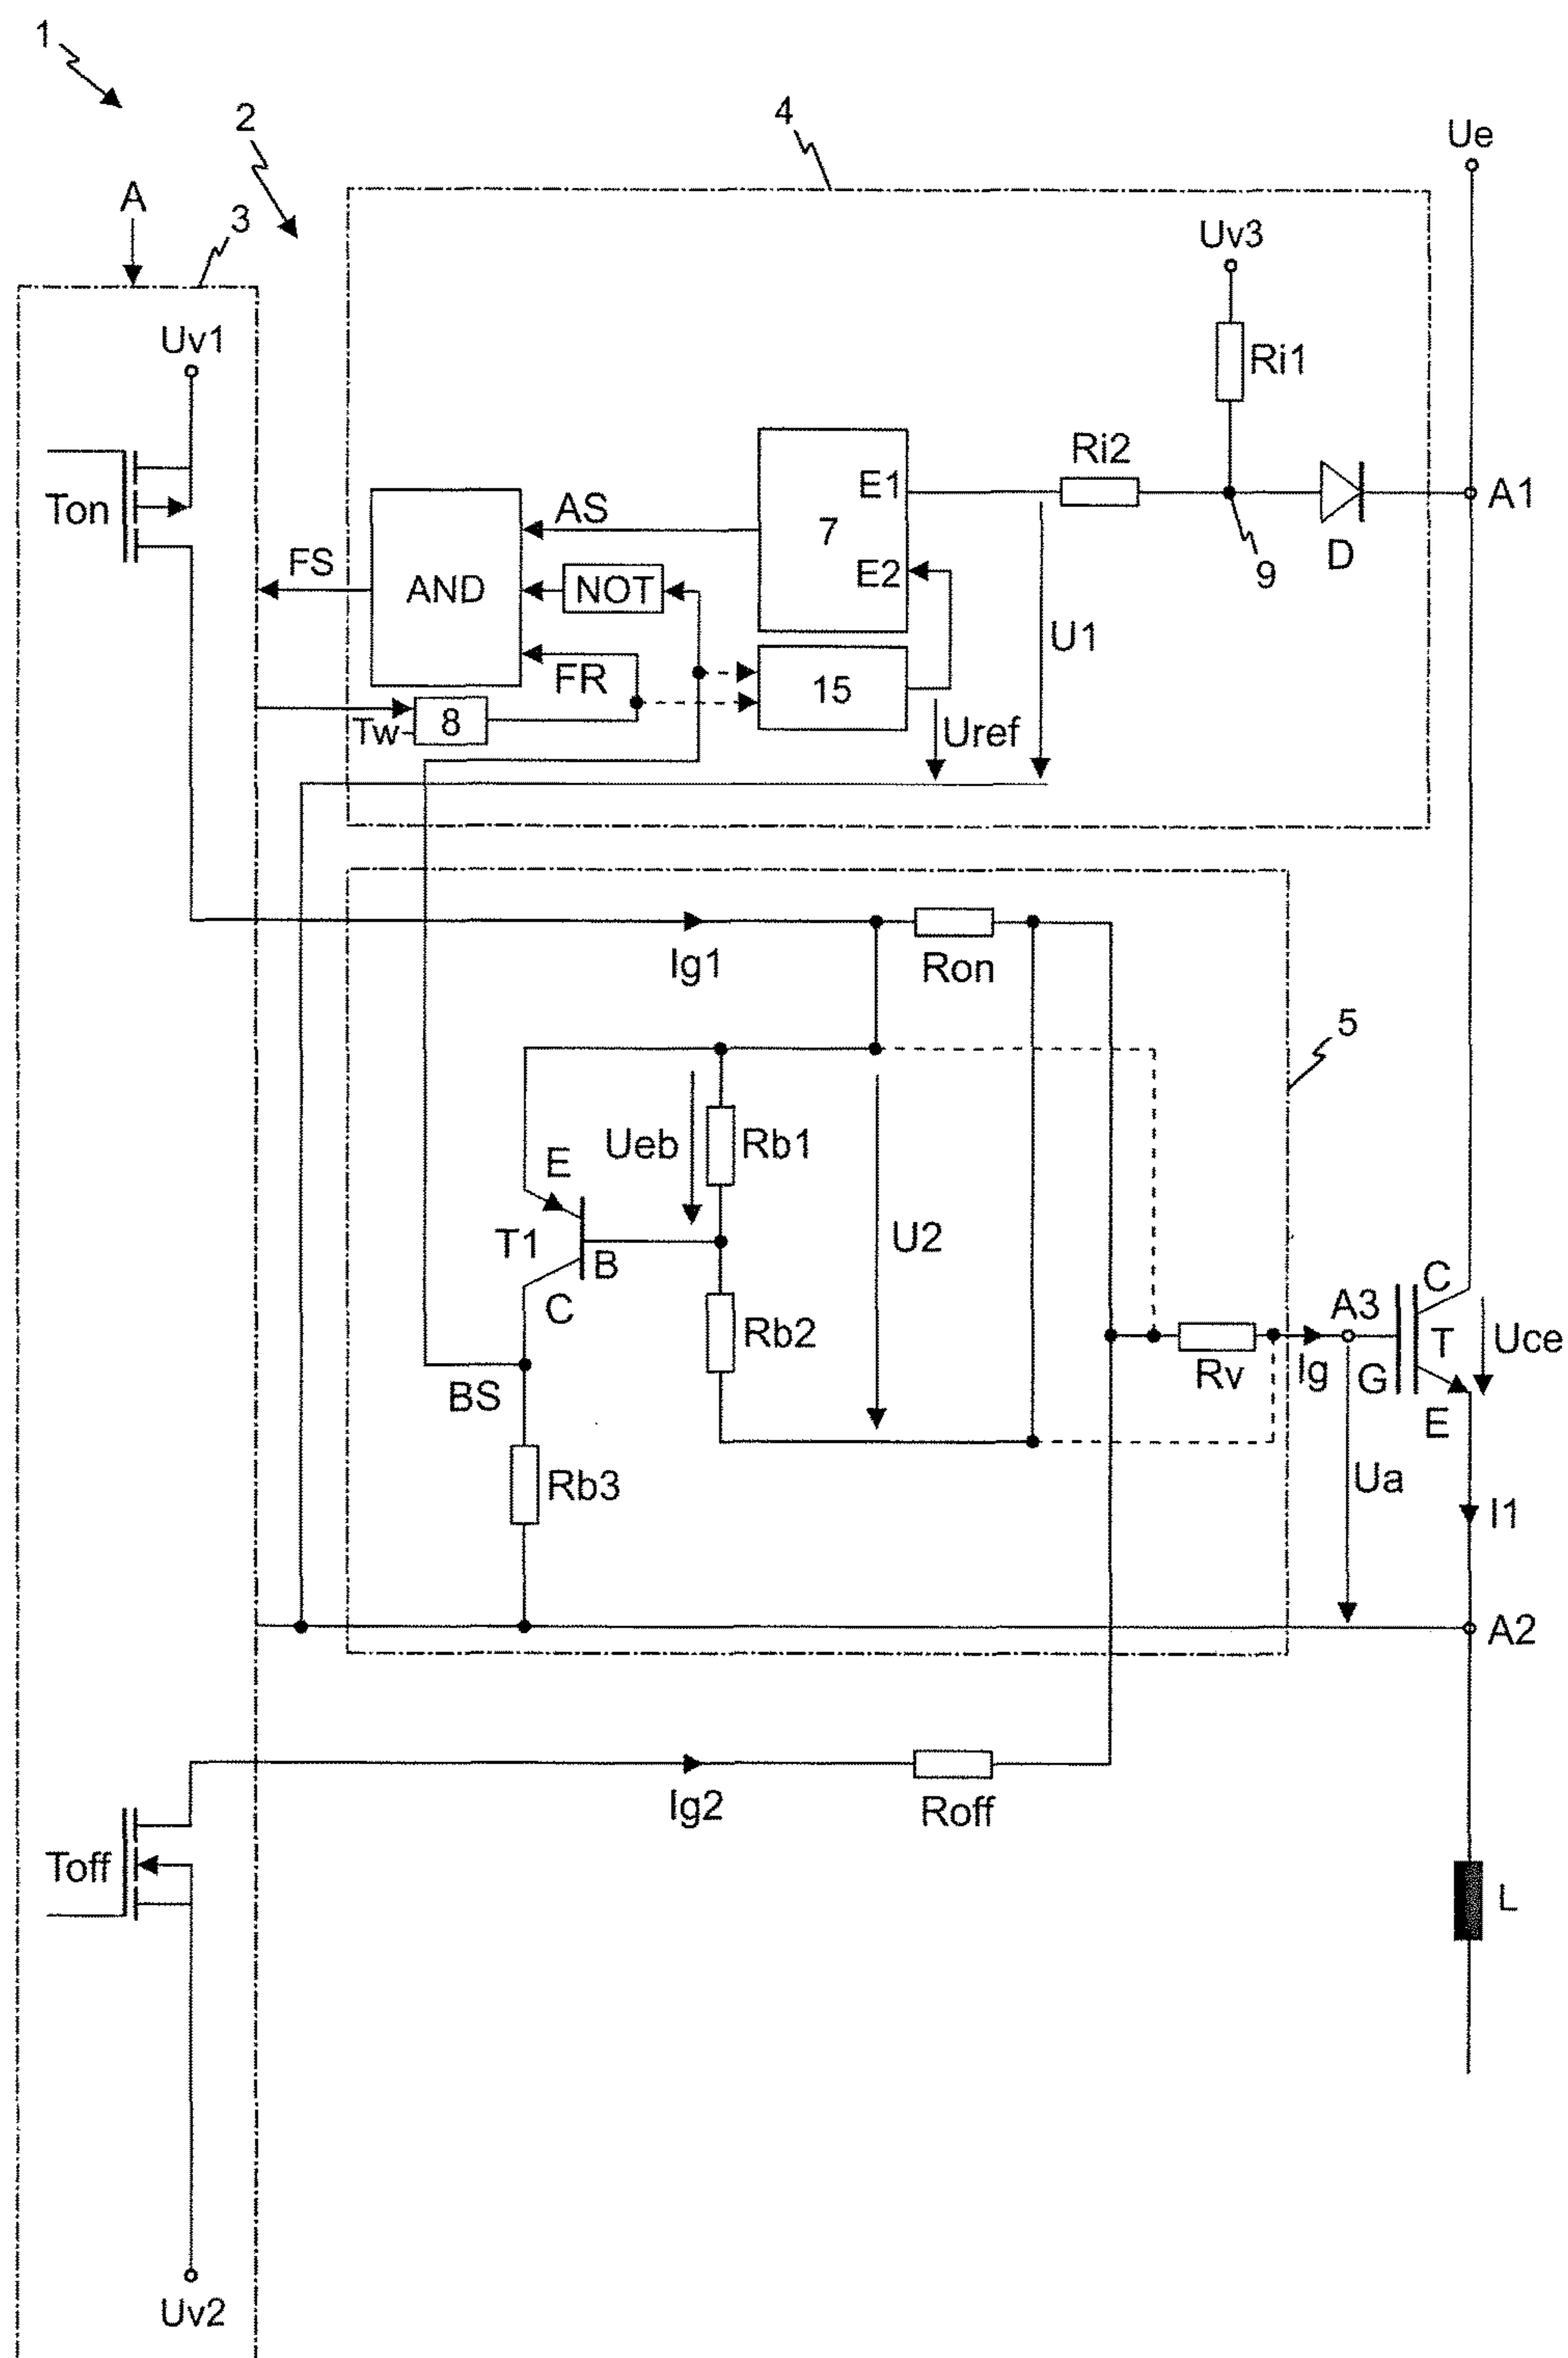 1
2
4
Ue
A
3
Uv3
Uv1
Ri1
Ri2
E1
A1
AS
7
Ton
D
FS
9
AND
NOT
E2
U1
FR
15
Tw
8
Uref
Ig1
Ron
5
Ueb
Rb1
E
T1
U2
B
C
A3
C
Rb2
T
Uce
Rv
Ig
G
BS
E
Ua
Rb3
I1
A2
Ig2
Roff
Toff
L
Uv2